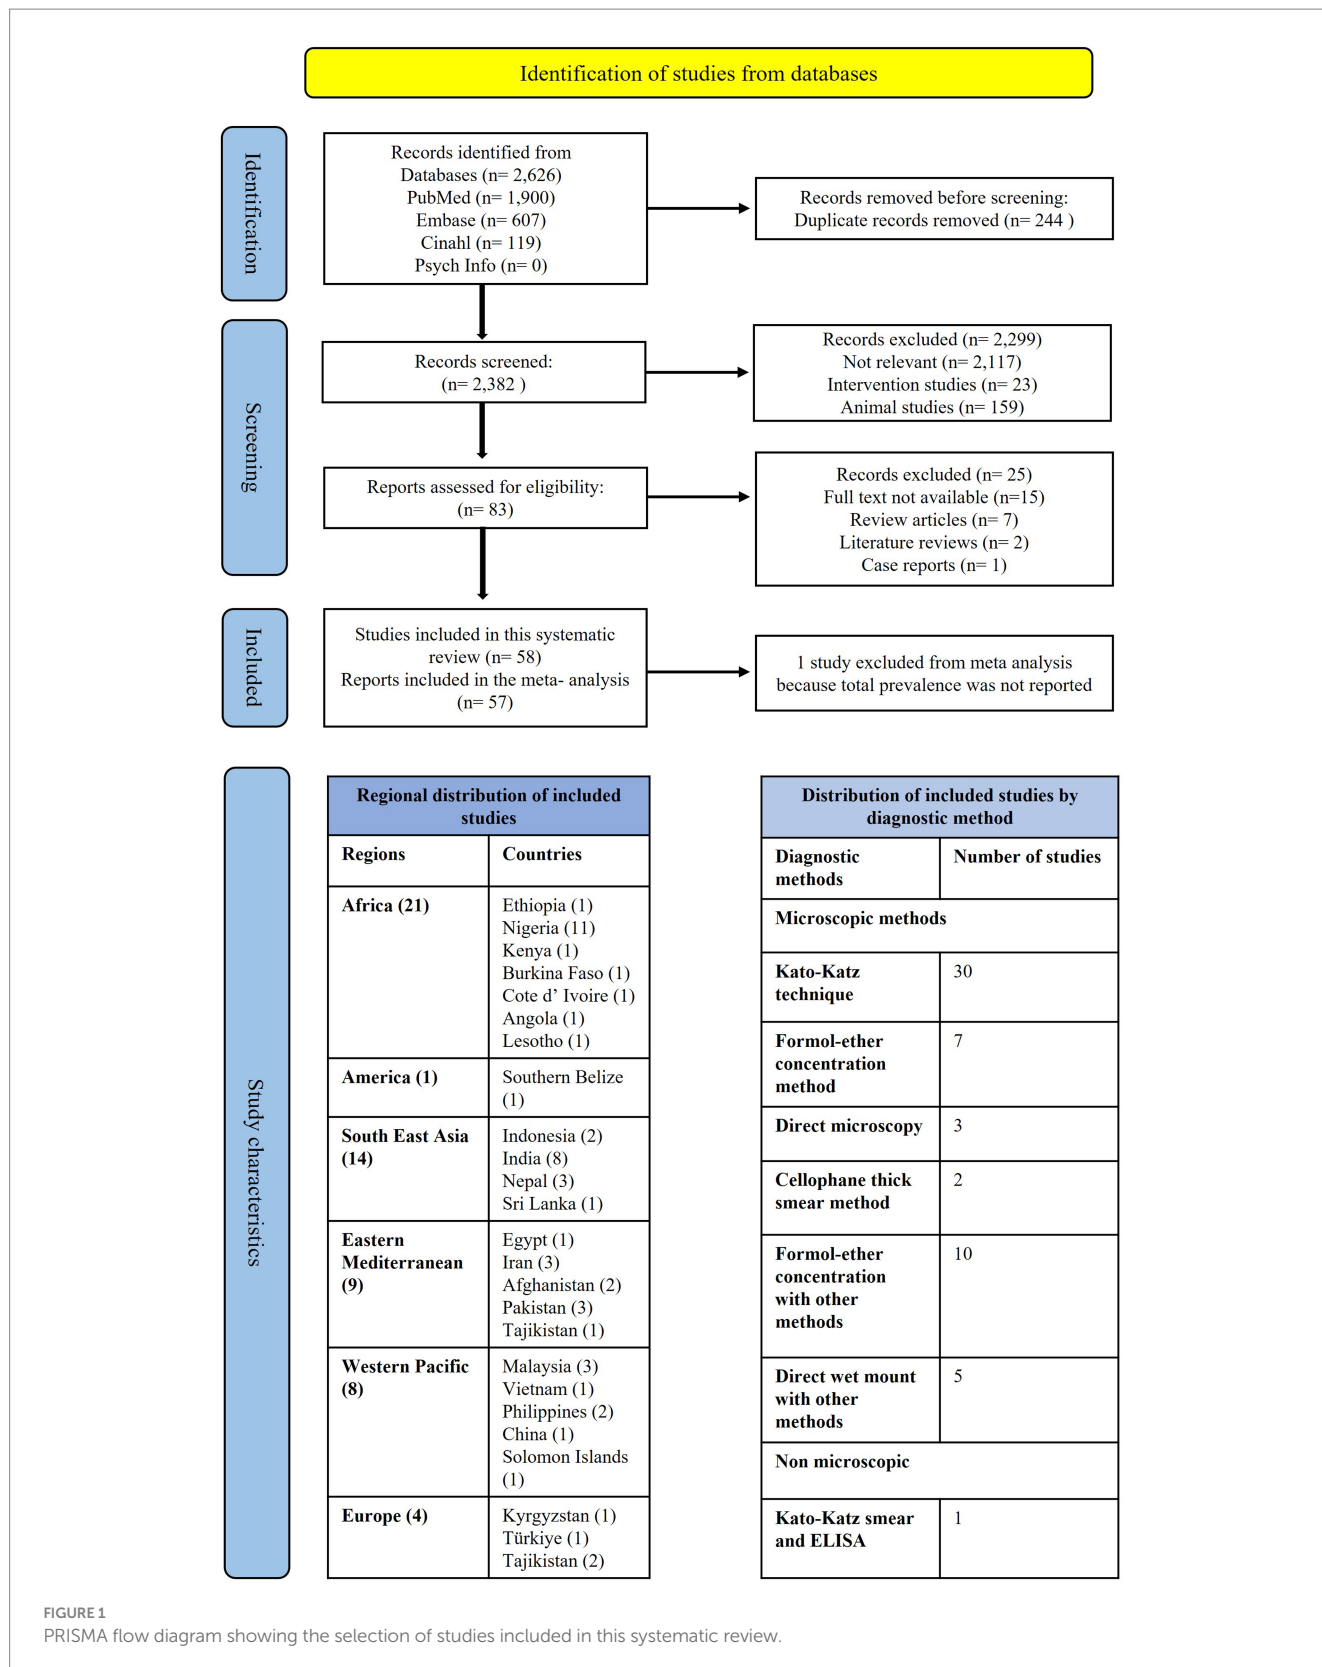 Identification of studies from databases
Identification
Records identified from
Databases (n= 2,626)
PubMed (n= 1,900)
Embase (n= 607)
Cinahl (n= 119)
Psych Info (n= 0)
Records removed before screening:
Duplicate records removed (n= 244 )
Screening
Records screened:
(n= 2,382 )
Records excluded (n= 2,299)
Not relevant (n= 2,117)
Intervention studies (n= 23)
Animal studies (n= 159)
Reports assessed for eligibility:
(n= 83)
Records excluded (n= 25)
Full text not available (n=15)
Review articles (n= 7)
Literature reviews (n= 2)
Case reports (n= 1)
Included
Studies included in this systematic
review (n= 58)
Reports included in the meta- analysis
(n= 57)
1 study excluded from meta analysis
because total prevalence was not reported
Study characteristics
Regional distribution of included
studies
Regions
Countries
Africa (21)
Ethiopia (1)
Nigeria (11)
Kenya (1)
Burkina Faso (1)
Cote d’ Ivoire (1)
Angola (1)
Lesotho (1)
America (1)
Southern Belize
(1)
South East Asia
(14)
Indonesia (2)
India (8)
Nepal (3)
Sri Lanka (1)
Eastern
Mediterranean
(9)
Egypt (1)
Iran (3)
Afghanistan (2)
Pakistan (3)
Tajikistan (1)
Western Pacific
(8)
Malaysia (3)
Vietnam (1)
Philippines (2)
China (1)
Solomon Islands
(1)
Europe (4)
Kyrgyzstan (1)
Türkiye (1)
Tajikistan (2)
Distribution of included studies by
diagnostic method
Diagnostic
methods
Number of studies
Microscopic methods
Kato-Katz
technique
30
Formol-ether
concentration
method
7
Direct microscopy
3
Cellophane thick
smear method
2
Formol-ether
concentration
with other
methods
10
Direct wet mount
with other
methods
5
Non microscopic
Kato-Katz smear
and ELISA
1
FIGURE 1
PRISMA flow diagram showing the selection of studies included in this systematic review.